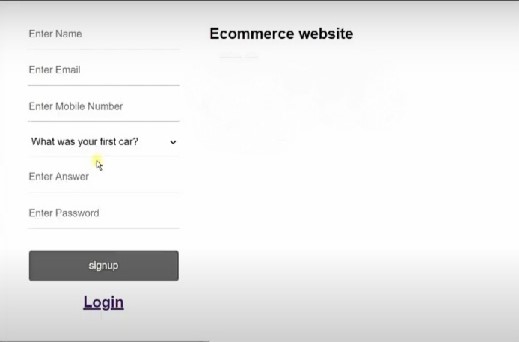 Enter Name
Enter Email
Enter Mobile Number
What was your first car?
Enter Answer
Enter Password
signup
Login
Ecommerce website